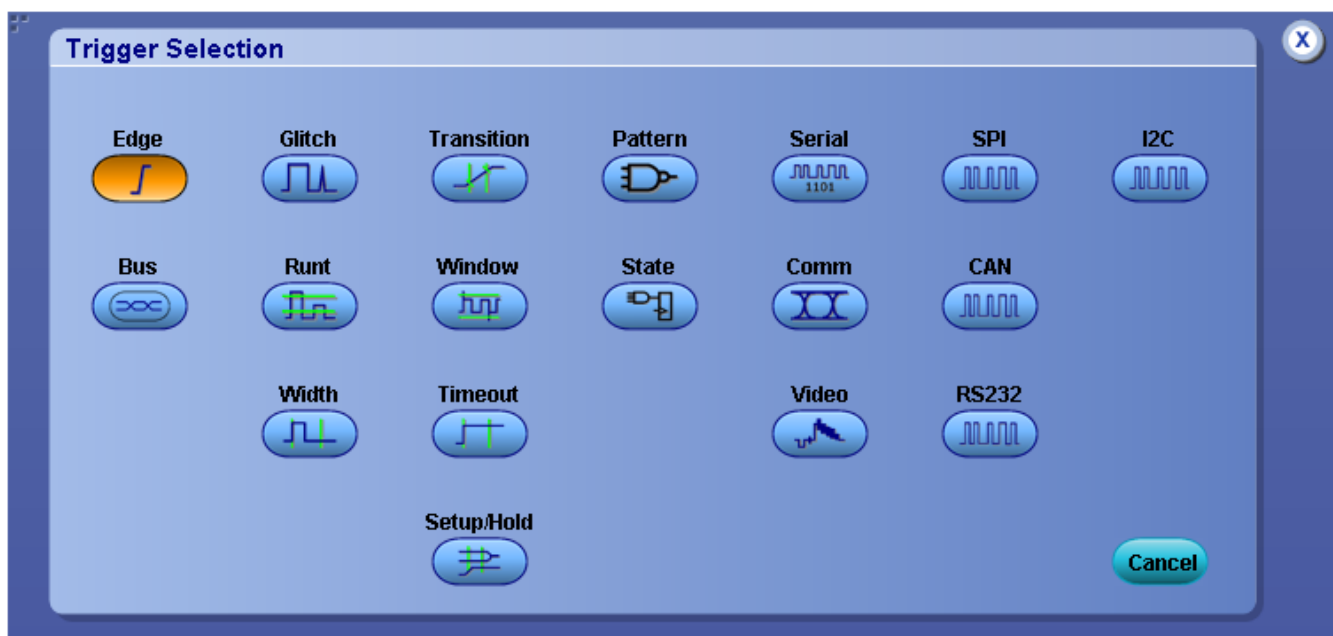 Trigger Selection
X
Edge Glitch Transition Pattern Serial SPI I2C
1101
Bus Runt Window State Comm CAN
Width Timeout Video RS232
Setup/Hold
Cancel